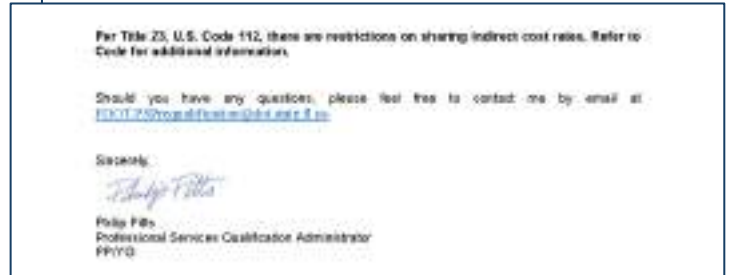 Per Title 23, U.S. Code 112, there are restrictions on sharing indirect cost rates. Refer to
Code for additional information.
Should you have any questions, please feel free to contact me by email at
Sincerely,
Philip Pitts
Professional Services Qualification Administrator